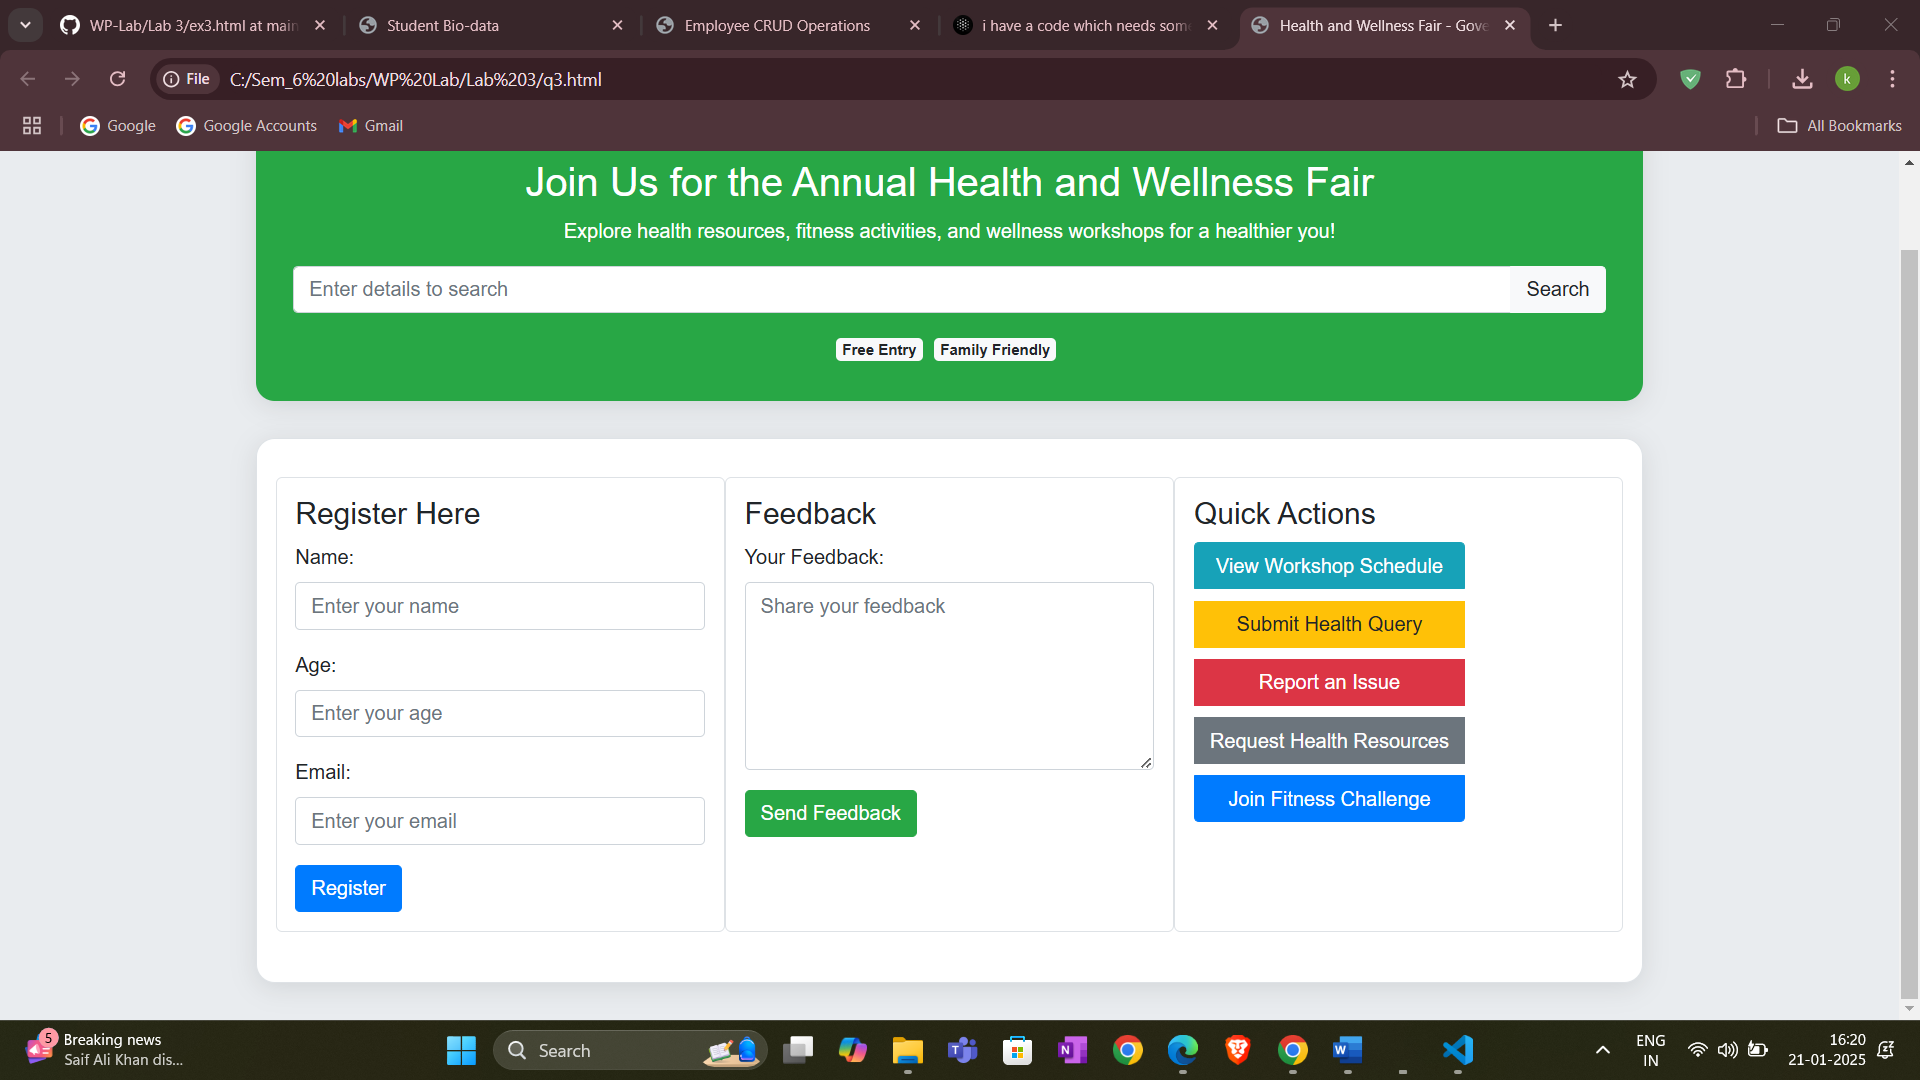 WP-Lab/Lab 3/ex3.html at main
Student Bio-data
Employee CRUD Operations
i have a code which needs some
Health and Wellness Fair - Gove
File
C:/Sem_6%20labs/WP%20Lab/Lab%203/q3.html
k
Google
Google Accounts
Gmail
All Bookmarks
Join Us for the Annual Health and Wellness Fair
Explore health resources, fitness activities, and wellness workshops for a healthier you!
Enter details to search
Search
Free Entry
Family Friendly
Register Here
Name:
Enter your name
Age:
Enter your age
Email:
Enter your email
Register
Feedback
Your Feedback:
Share your feedback
Send Feedback
Quick Actions
View Workshop Schedule
Submit Health Query
Report an Issue
Request Health Resources
Join Fitness Challenge
5
Breaking news
Saif Ali Khan dis...
Search
ENG
IN
16:20
21-01-2025